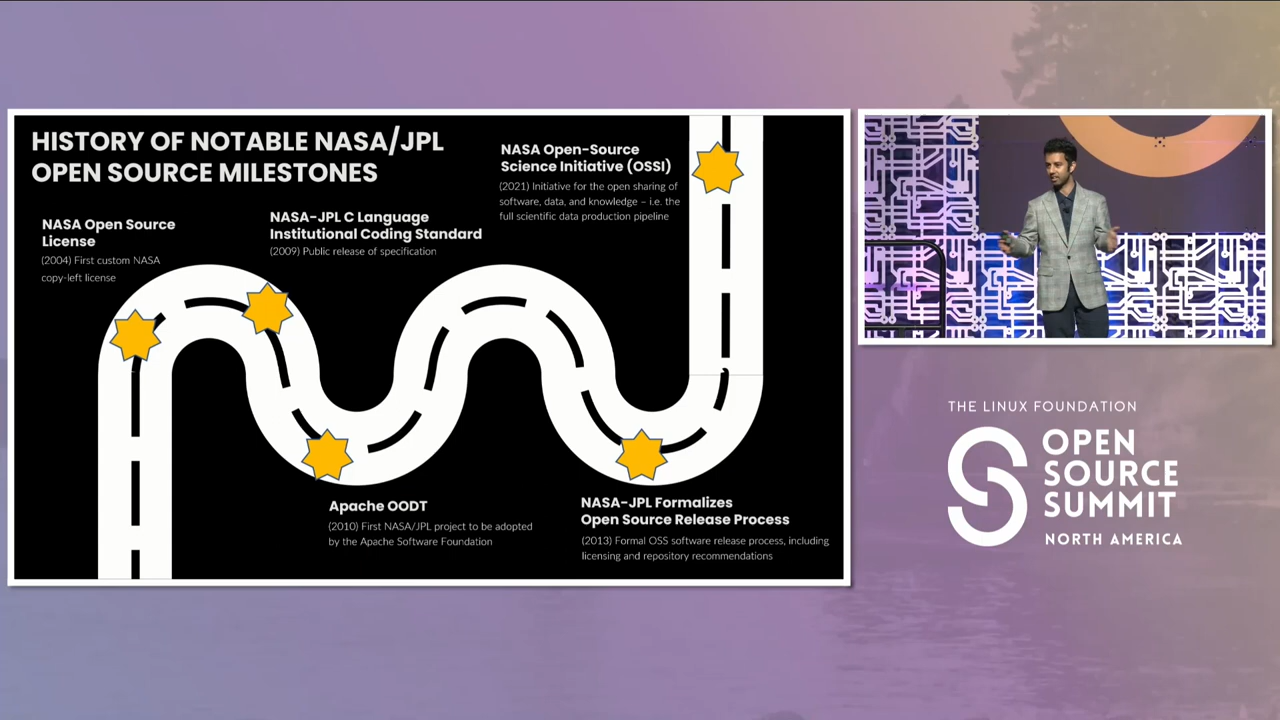 HISTORY OF NOTABLE NASA/JPL
OPEN SOURCE MILESTONES
NASA Open Source
License
(2004) First custom NASA
copy-left license
NASA-JPL C Language
Institutional Coding Standard
(2009) Public release of specification
NASA Open-Source
Science Initiative (OSSI)
(2021) Initiative for the open sharing of
software, data, and knowledge – i.e. the
full scientific data production pipeline
Apache OODT
(2010) First NASA/JPL project to be adopted
by the Apache Software Foundation
NASA-JPL Formalizes
Open Source Release Process
(2013) Formal OSS software release process, including
licensing and repository recommendations
THE LINUX FOUNDATION
OPEN
SOURCE
SUMMIT
NORTH AMERICA